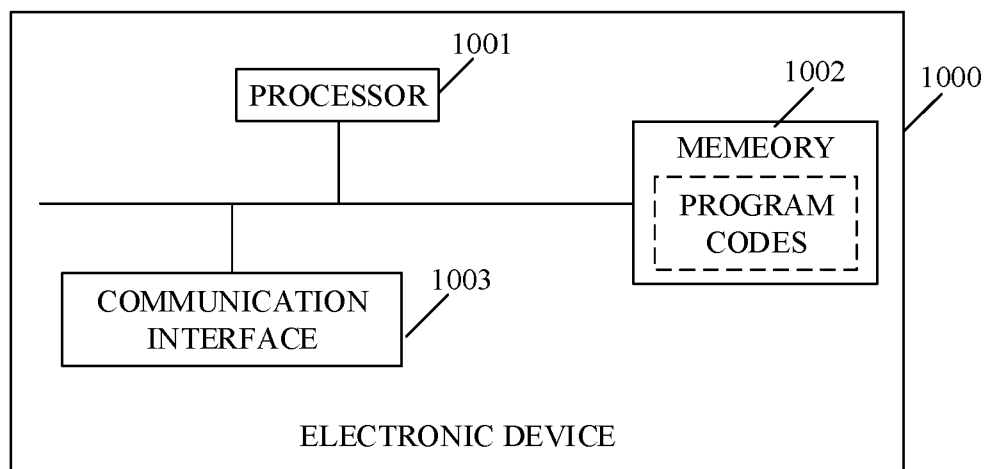 1001
PROCESSOR
1002
1000
MEMEORY
PROGRAM
CODES
1003
COMMUNICATION
INTERFACE
ELECTRONIC DEVICE